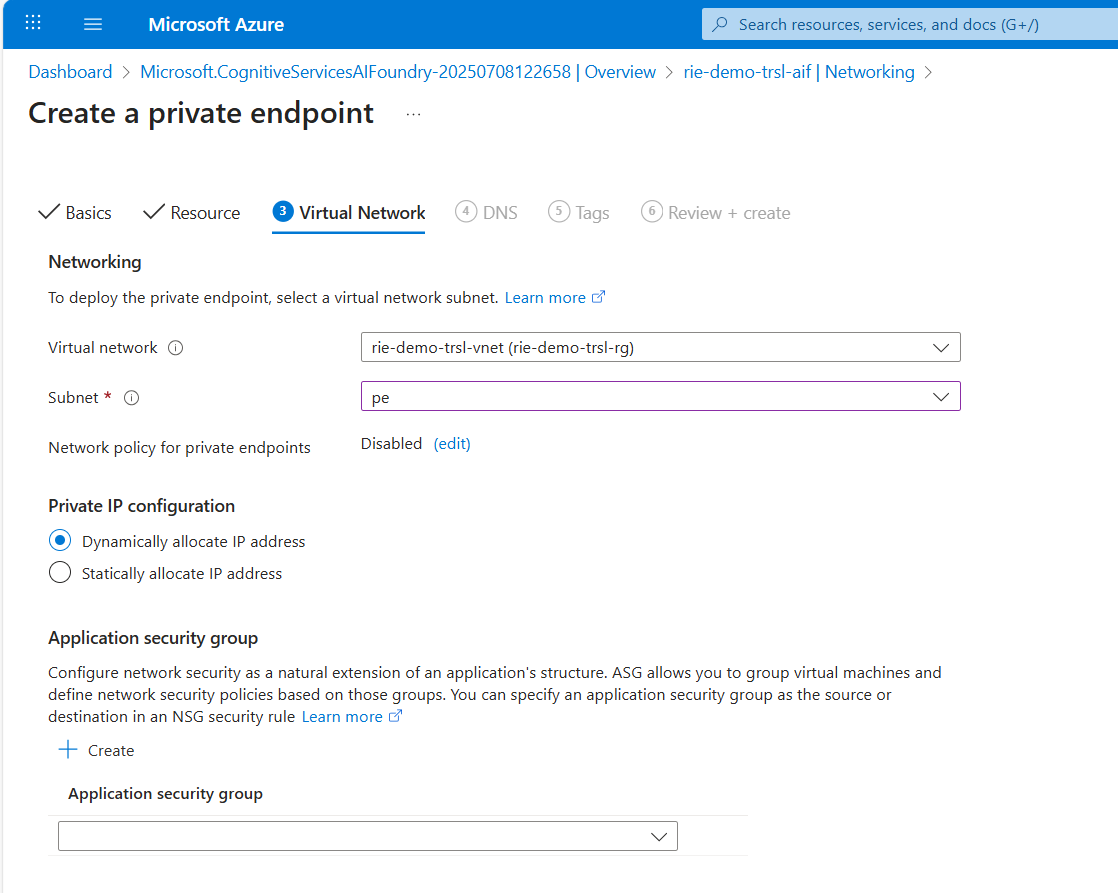 Microsoft Azure
Search resources, services, and docs (G+/)
Dashboard > Microsoft.CognitiveServicesAIFoundry-20250708122658 | Overview > rie-demo-trsl-aif | Networking >
Create a private endpoint ...
Basics Resource 3 Virtual Network 4 DNS 5 Tags 6 Review + create
Networking
To deploy the private endpoint, select a virtual network subnet. Learn more
Virtual network rie-demo-trsl-vnet (rie-demo-trsl-rg)
Subnet * pe
Network policy for private endpoints Disabled (edit)
Private IP configuration
Dynamically allocate IP address
Statically allocate IP address
Application security group
Configure network security as a natural extension of an application's structure. ASG allows you to group virtual machines and
define network security policies based on those groups. You can specify an application security group as the source or
destination in an NSG security rule Learn more
+ Create
Application security group